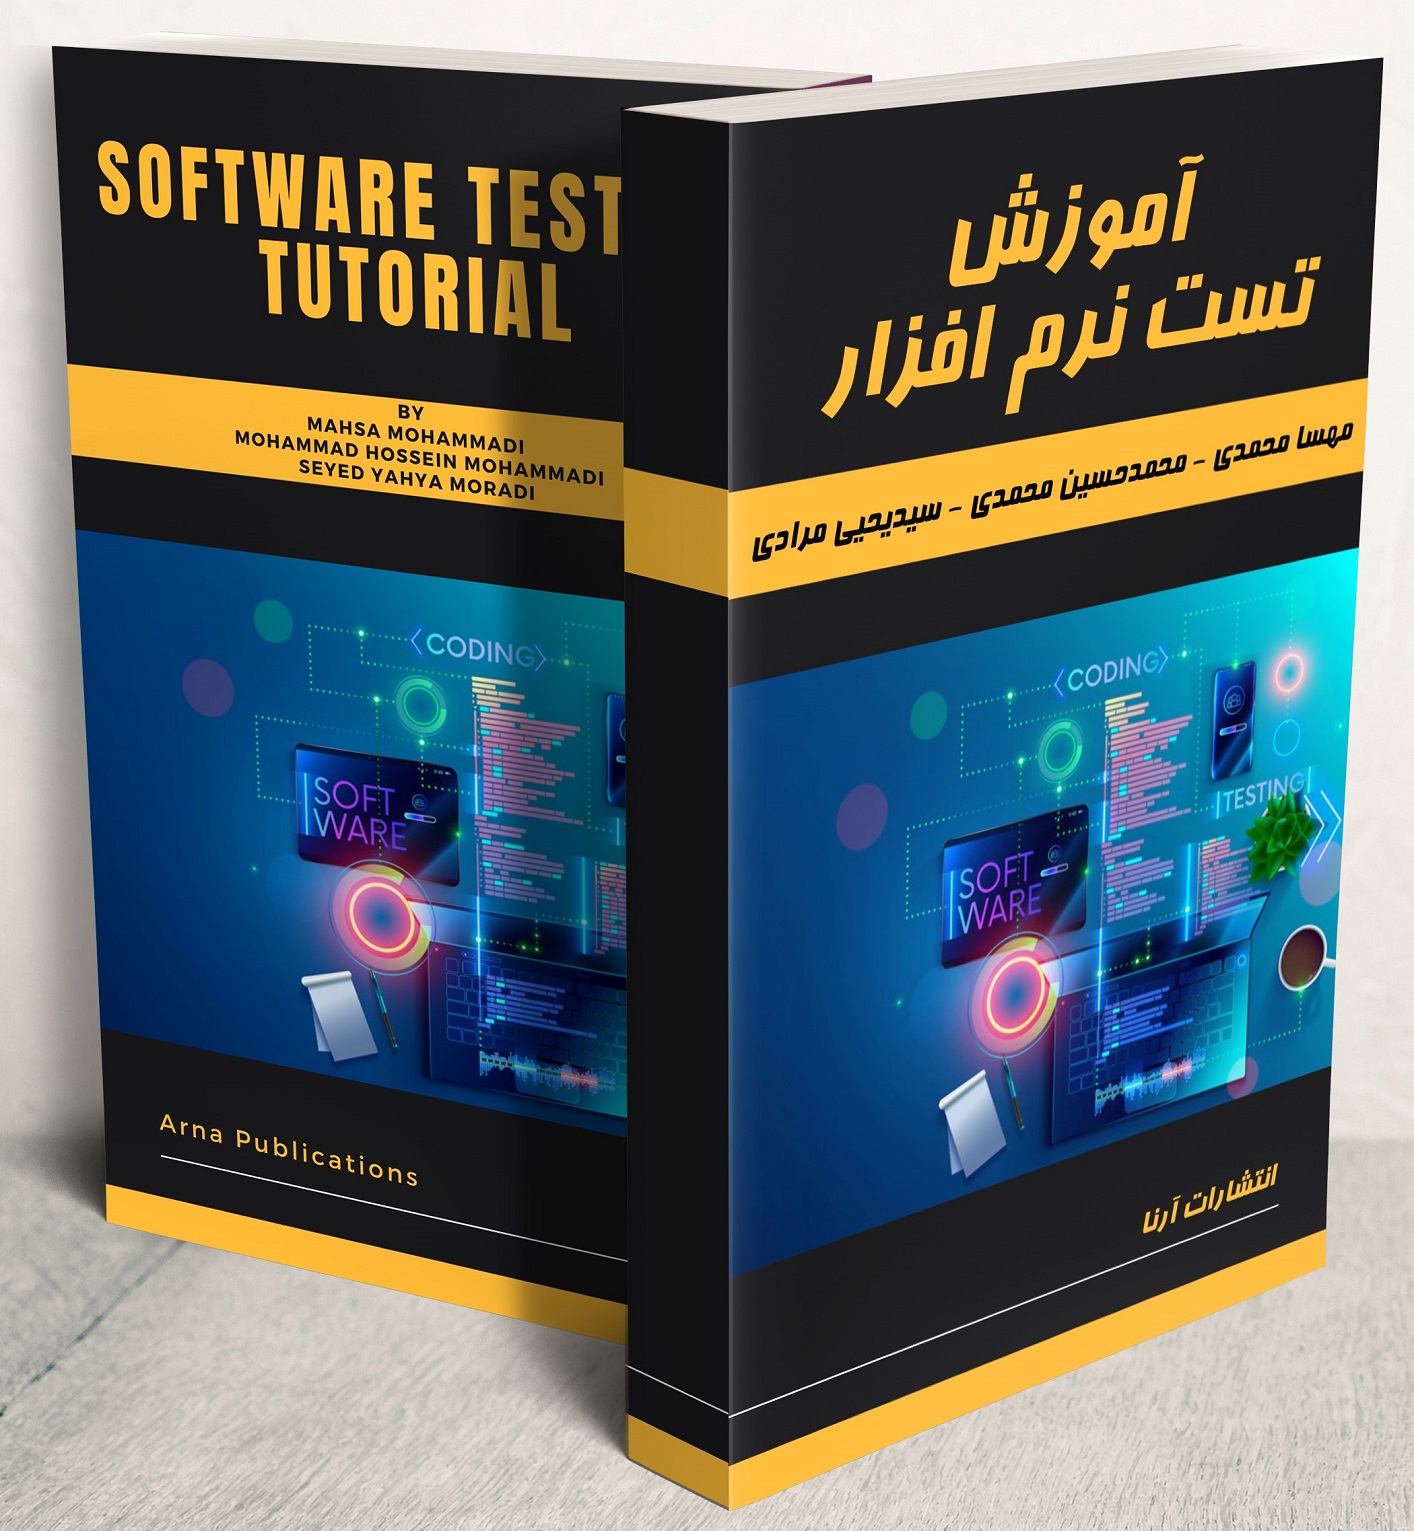 SOFTWARE TEST
TUTORIAL
BY
MAHSA MOHAMMADI
MOHAMMAD HOSSEIN MOHAMMADI
SEYED YAHYA MORADI
<CODING>
SOFT
WARE
Arna Publications
آموزش
تست نرم افزار
مهسا محمدی - محمدحسین محمدی - سیدیحیی مرادی
<CODING>
TESTING
SOFT
WARE
انتشارات آرنا